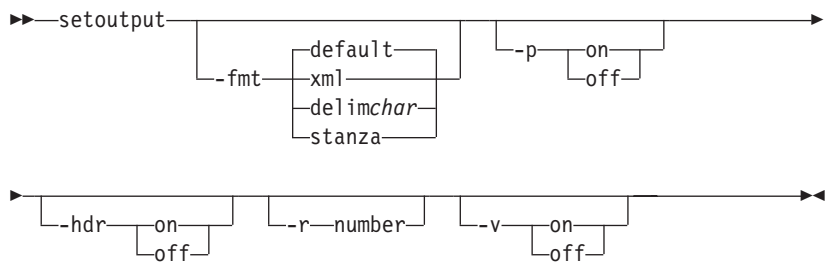 setoutput
-fmt default
xml
delimchar
stanza
-p on
off
-hdr on
off
-r number
-v on
off